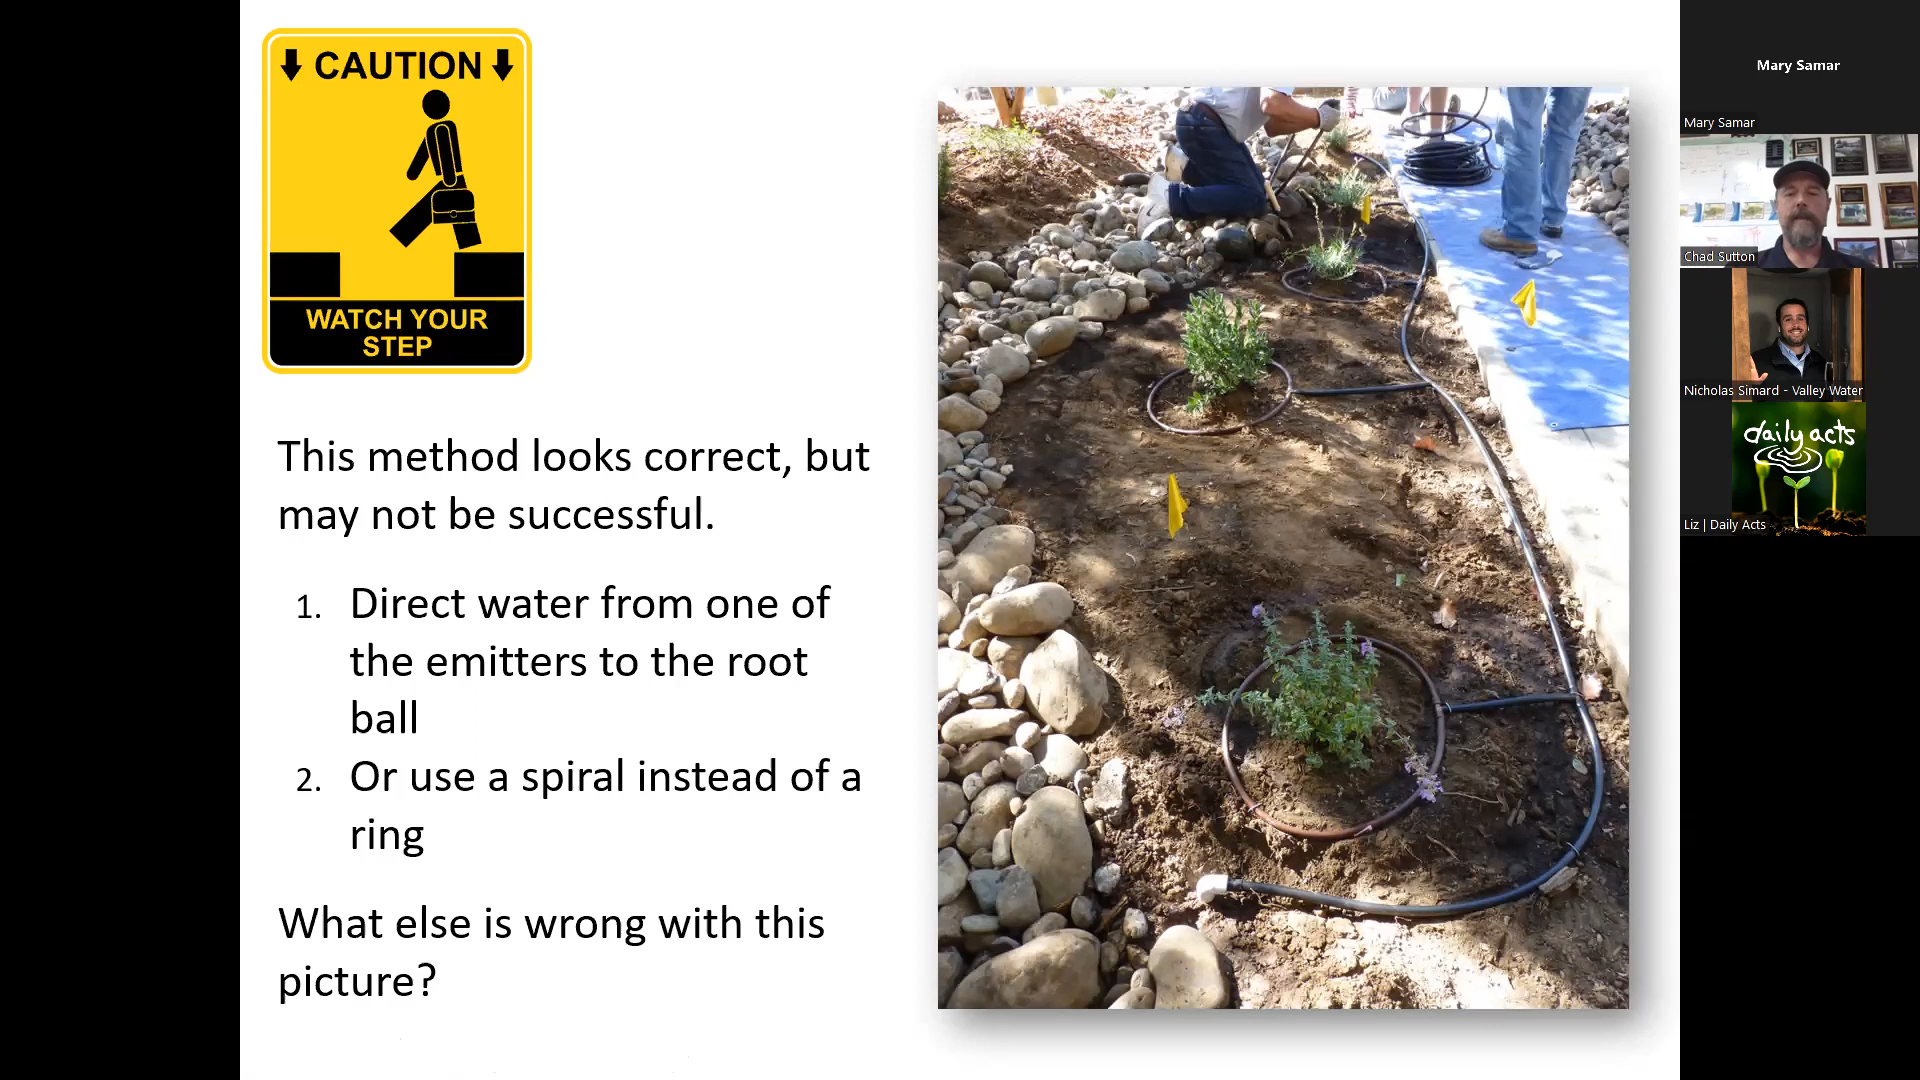 CAUTION
WATCH YOUR
STEP
This method looks correct, but
may not be successful.
1. Direct water from one of
the emitters to the root
ball
2. Or use a spiral instead of a
ring
What else is wrong with this
picture?
Mary Samar
Mary Samar
Chad Sutton
Nicholas Simard - Valley Water
daily acts
Liz | Daily Acts